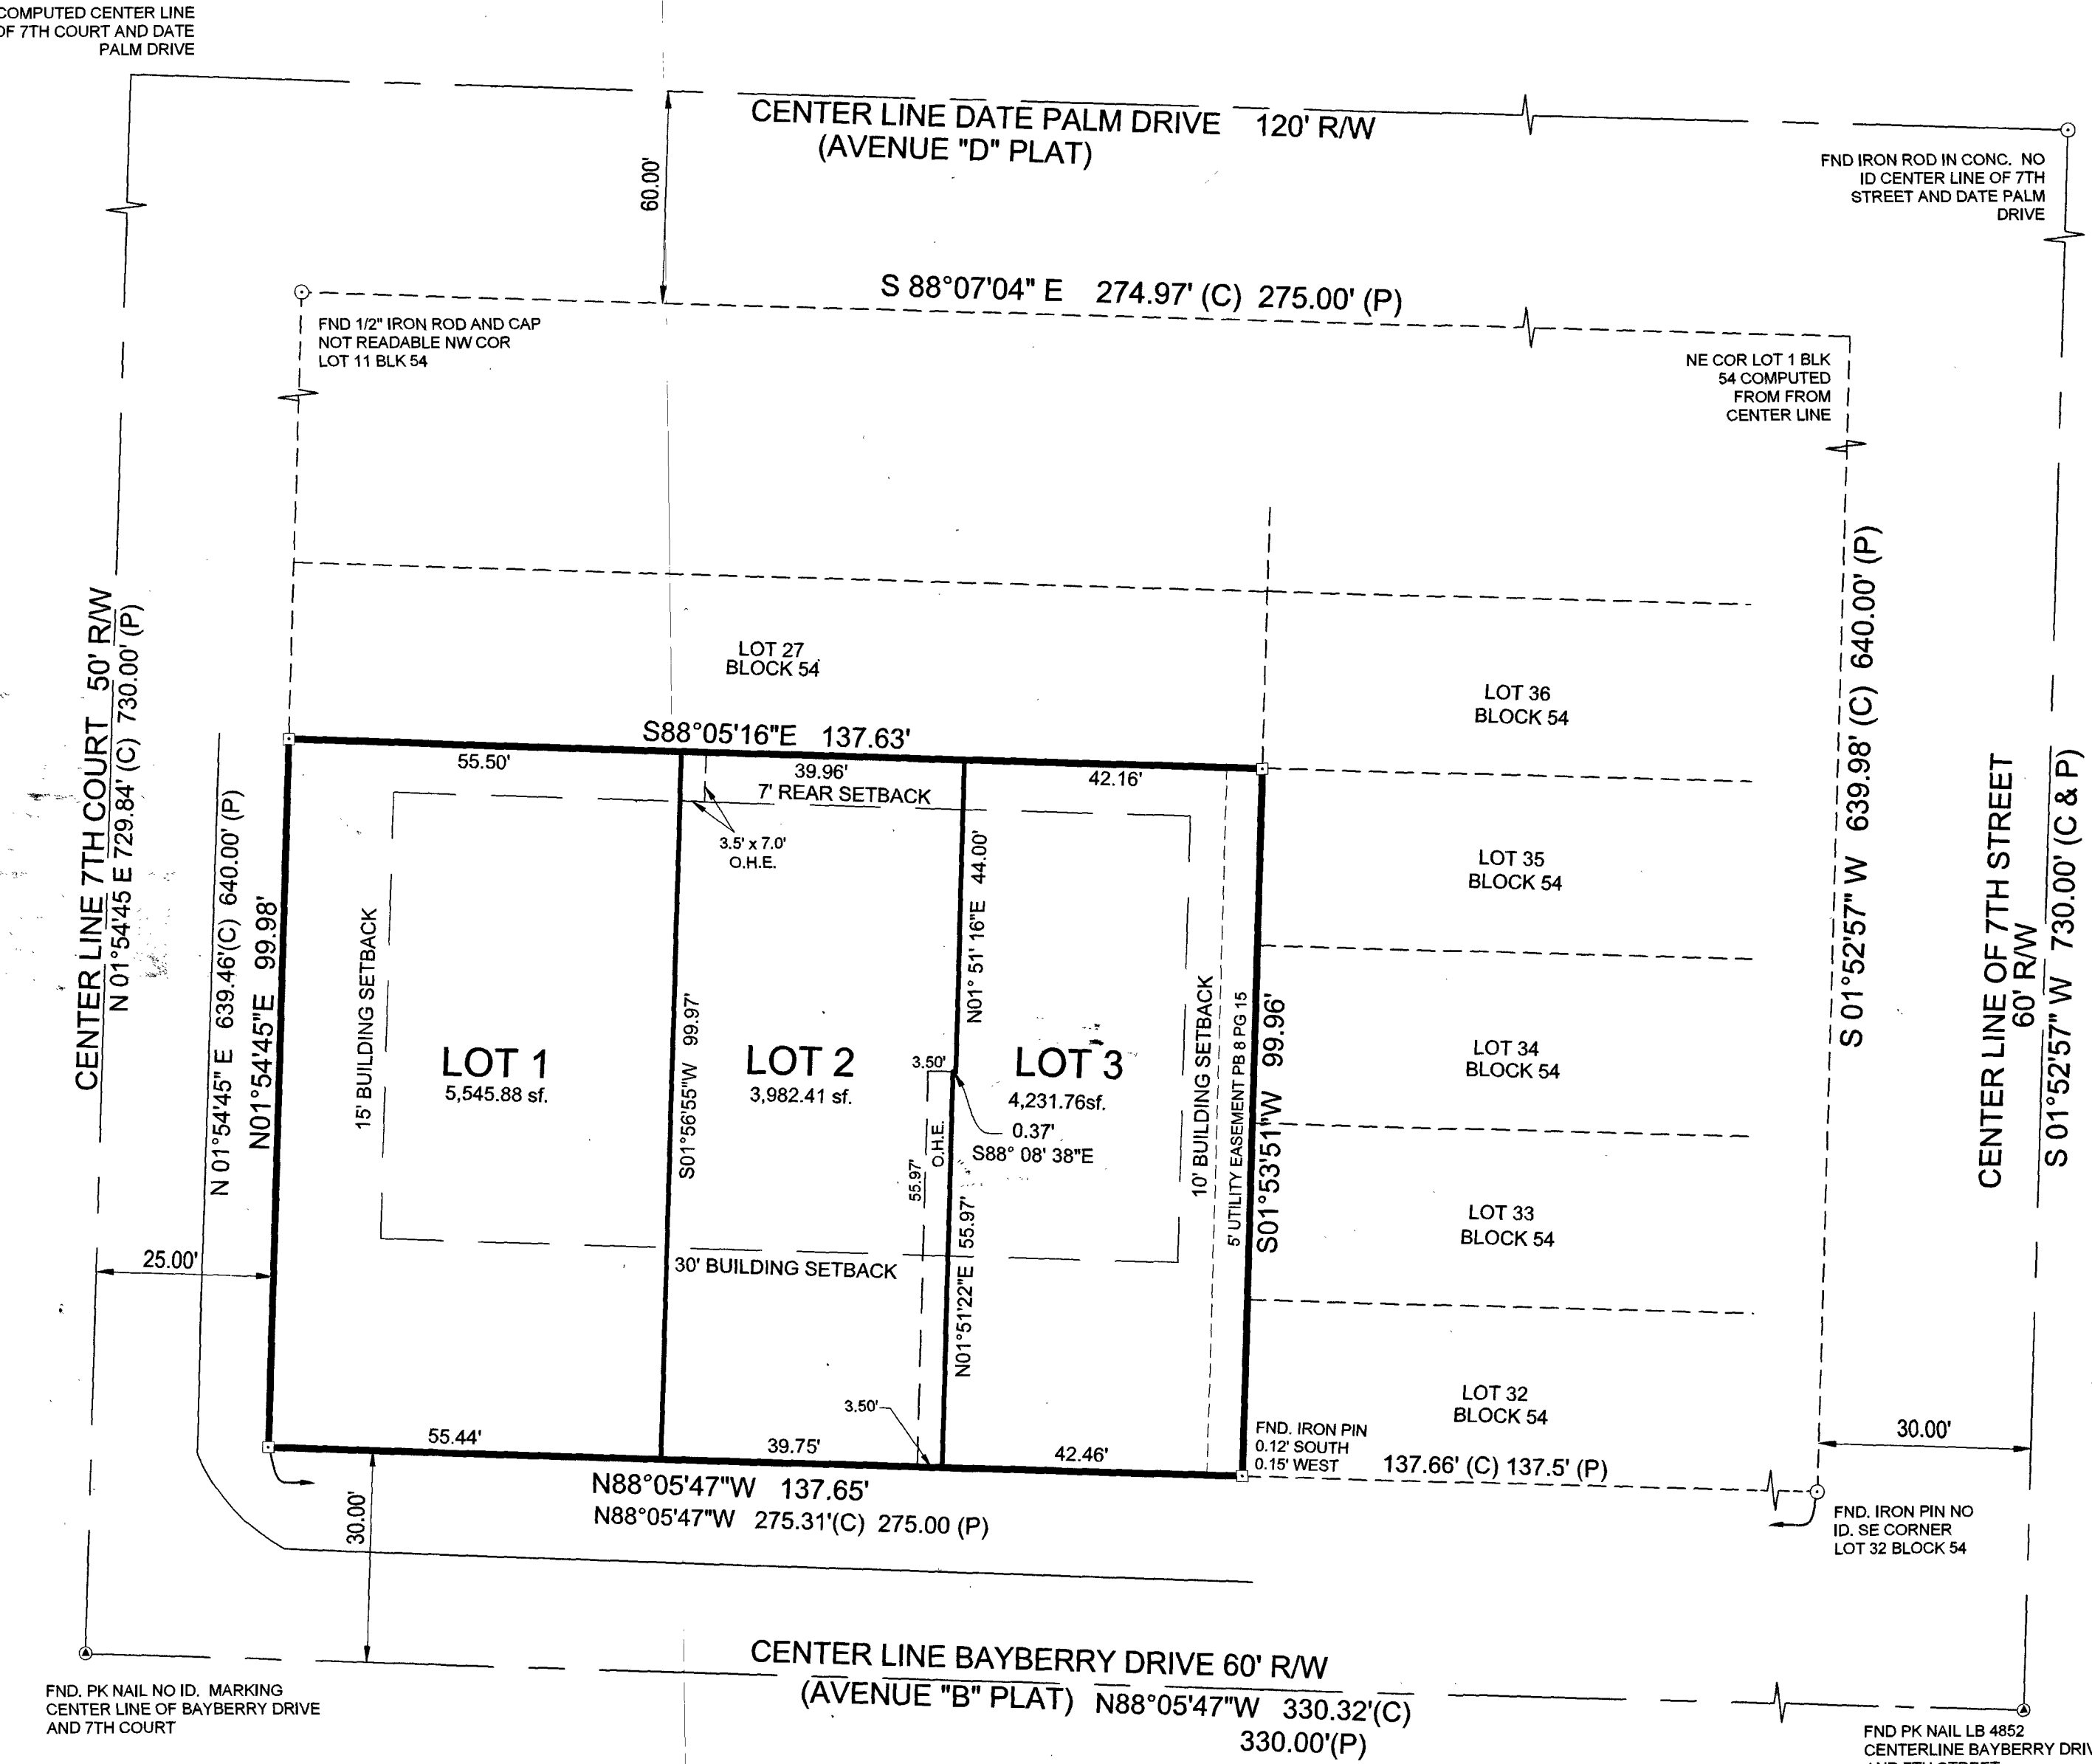 COMPUTED CENTER LINE
OF 7TH COURT AND DATE
PALM DRIVE
CENTER LINE DATE PALM DRIVE 120' R/W
(AVENUE "D" PLAT)
60.00'
FND IRON ROD IN CONC. NO
ID CENTER LINE OF 7TH
STREET AND DATE PALM
DRIVE
S 88°07'04" E 274.97' (C) 275.00' (P)
FND 1/2" IRON ROD AND CAP
NOT READABLE NW COR
LOT 11 BLK 54
NE COR LOT 1 BLK
54 COMPUTED
FROM FROM
CENTER LINE
CENTER LINE 7TH COURT 50' R/W
N 01°54'45 E 729.84' (C) 730.00' (P)
N 01°54'45" E 639.46'(C) 640.00' (P)
N01°54'45"E 99.98'
LOT 27
BLOCK 54
LOT 36
BLOCK 54
S88°05'16"E 137.63'
55.50'
39.96'
42.16'
7' REAR SETBACK
3.5' x 7.0'
O.H.E.
15' BUILDING SETBACK
LOT 1
5,545.88 sf.
S01°56'55"W 99.97'
LOT 2
3,982.41 sf.
N01° 51' 16"E 44.00'
3.50'
O.H.E.
55.97'
LOT 3
4,231.76sf.
0.37'
S88° 08' 38"E
N01°51'22"E 55.97'
10' BUILDING SETBACK
5' UTILITY EASEMENT PB 8 PG 15
S01°53'51"W 99.96'
LOT 35
BLOCK 54
LOT 34
BLOCK 54
LOT 33
BLOCK 54
LOT 32
BLOCK 54
S 01°52'57" W 639.98' (C) 640.00' (P)
CENTER LINE OF 7TH STREET
60' R/W
S 01°52'57" W 730.00' (C & P)
25.00'
30' BUILDING SETBACK
3.50'
55.44'
39.75'
42.46'
FND. IRON PIN
0.12' SOUTH
0.15' WEST
137.66' (C) 137.5' (P)
30.00'
N88°05'47"W 137.65'
N88°05'47"W 275.31'(C) 275.00 (P)
30.00'
FND. IRON PIN NO
ID. SE CORNER
LOT 32 BLOCK 54
CENTER LINE BAYBERRY DRIVE 60' R/W
(AVENUE "B" PLAT) N88°05'47"W 330.32'(C)
330.00'(P)
FND. PK NAIL NO ID. MARKING
CENTER LINE OF BAYBERRY DRIVE
AND 7TH COURT
FND PK NAIL LB 4852
CENTERLINE BAYBERRY DRIV